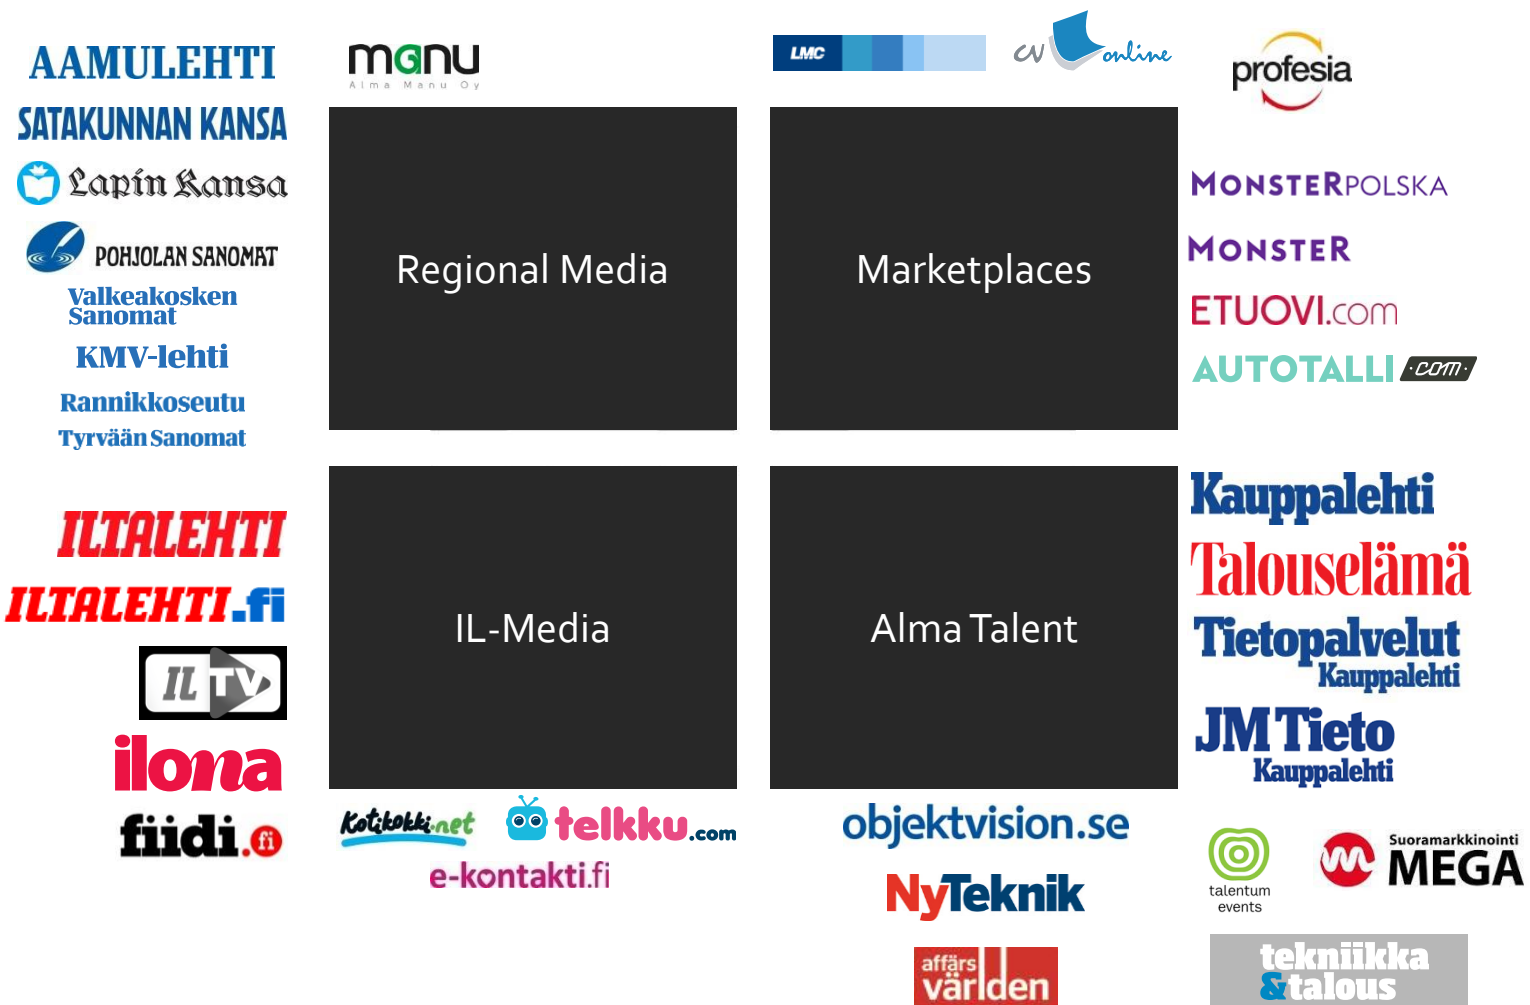 AAMULEHTI
SATAKUNNAN KANSA
Lapin Kansa
POHJOLAN SANOMAT
Valkeakosken
Sanomat
KMV-lehti
Rannikkoseutu
Tyrvään Sanomat
manu
Alma Manu Oy
Regional Media
LMC
CV online
profesia
Marketplaces
MONSTERPOLSKA
MONSTER
ETUOVI.com
AUTOTALLI .com.
ILTALEHTI
ILTALEHTI.fi
IL TV
ilona
fiidi.fi
IL-Media
Kotikokki.net
telkku.com
e-kontakti.fi
Alma Talent
Kauppalehti
Talouselämä
Tietopalvelut
Kauppalehti
JM Tieto
Kauppalehti
objektvision.se
NyTeknik
affärs
världen
talentum
events
Suoramarkkinointi
MEGA
tekniikka
&talous